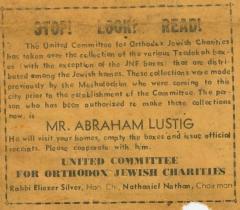 STOP! LOOK! READ!
The United Committee for Orthodox Jewish Charities
has taken over the collection of the various Tzedakah box-
es (with the exception of the JNF boxes) that are distri-
buted among the Jewish homes. These collections were made
previously by the Meshulochim who were coming to the
city prior to the establishment of the Committee. The per-
son who has been authorized to make these collections
now, is
MR. ABRAHAM LUSTIG
He will visit your homes, empty the boxes and issue official
receipts. Please cooperate with him.
UNITED COMMITTEE
FOR ORTHODOX JEWISH CHARITIES
Rabbi Eliezer Silver, Hon. Ch. Nathaniel Nathan, Chairman